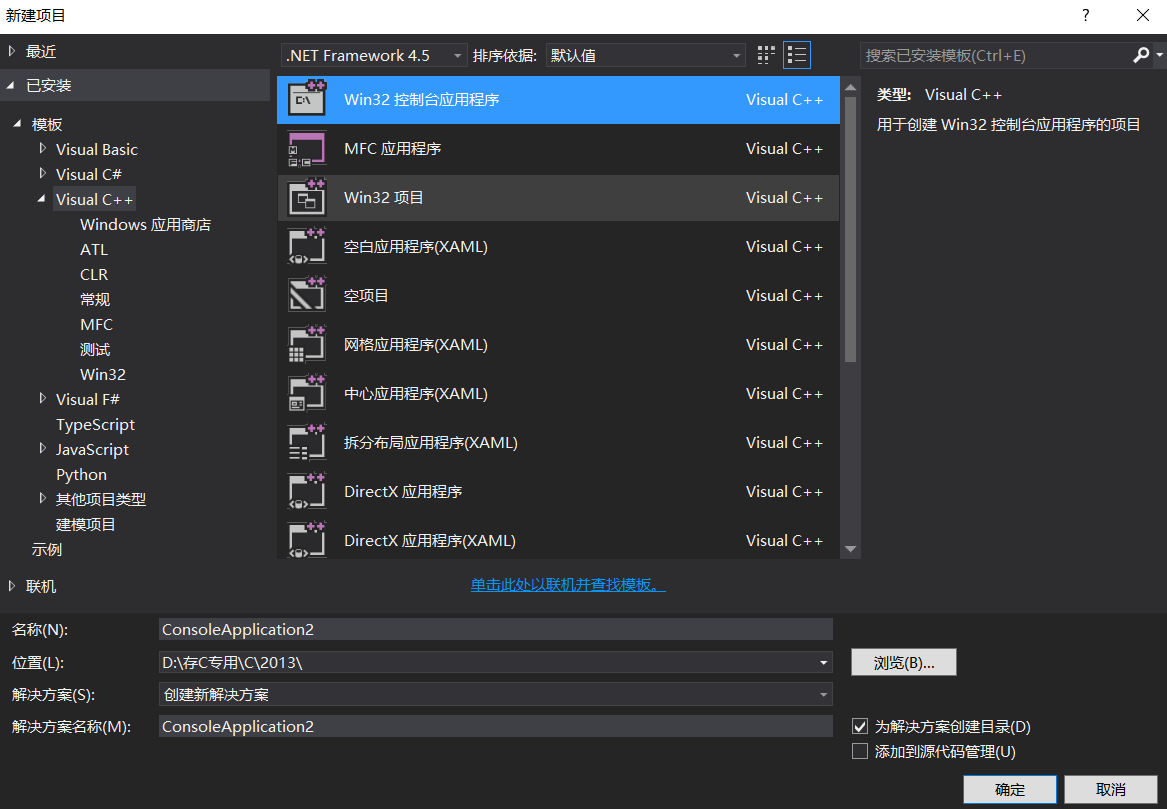 新建项目
?
最近
.NET Framework 4.5 排序依据: 默认值
搜索已安装模板(Ctrl+E)
已安装
模板
Visual Basic
Visual C#
Visual C++
Windows 应用商店
ATL
CLR
常规
MFC
测试
Win32
Visual F#
TypeScript
JavaScript
Python
其他项目类型
建模项目
示例
联机
Win32 控制台应用程序 Visual C++
MFC 应用程序 Visual C++
Win32 项目 Visual C++
空白应用程序(XAML) Visual C++
空项目 Visual C++
网格应用程序(XAML) Visual C++
中心应用程序(XAML) Visual C++
拆分布局应用程序(XAML) Visual C++
DirectX 应用程序 Visual C++
DirectX 应用程序(XAML) Visual C++
单击此处以联机并查找模板。
类型: Visual C++
用于创建 Win32 控制台应用程序的项目
名称(N): ConsoleApplication2
位置(L): D:\存C专用\C\2013\ 浏览(B)...
解决方案(S): 创建新解决方案
解决方案名称(M): ConsoleApplication2
为解决方案创建目录(D)
添加到源代码管理(U)
确定 取消